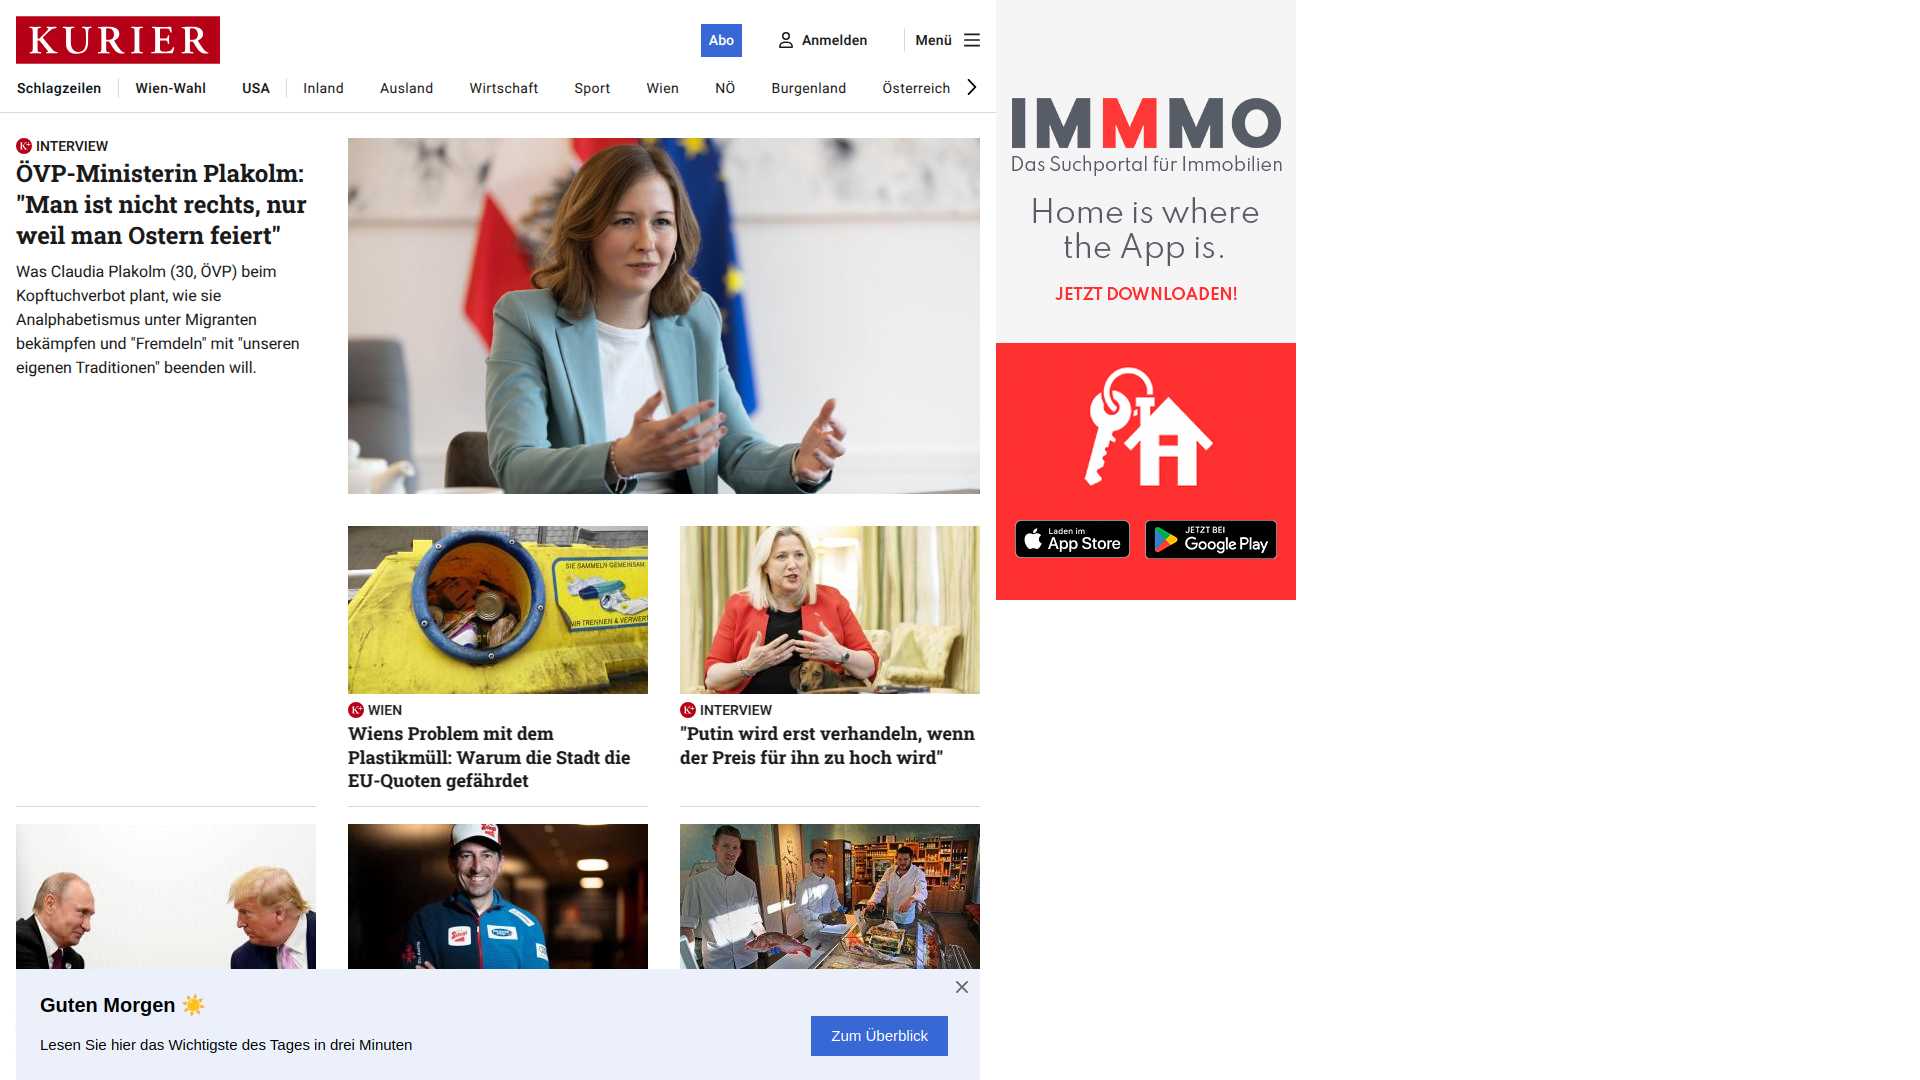 KURIER
Abo
Anmelden
Menü
Schlagzeilen
Wien-Wahl
USA
Inland
Ausland
Wirtschaft
Sport
Wien
NÖ
Burgenland
Österreich
INTERVIEW
ÖVP-Ministerin Plakolm:
"Man ist nicht rechts, nur
weil man Ostern feiert"
Was Claudia Plakolm (30, ÖVP) beim
Kopftuchverbot plant, wie sie
Analphabetismus unter Migranten
bekämpfen und "Fremdeln" mit "unseren
eigenen Traditionen" beenden will.
SIE SAMMELN GEMEINSAM
WIR TRENNEN & VERWERT
WIEN
Wiens Problem mit dem
Plastikmüll: Warum die Stadt die
EU-Quoten gefährdet
INTERVIEW
"Putin wird erst verhandeln, wenn
der Preis für ihn zu hoch wird"
IMMMO
Das Suchportal für Immobilien
Home is where
the App is.
JETZT DOWNLOADEN!
Laden im
App Store
JETZT BEI
Google Play
Guten Morgen
Lesen Sie hier das Wichtigste des Tages in drei Minuten
Zum Überblick